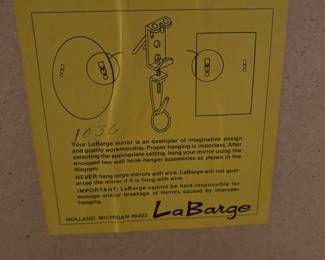 1036
Your LaBarge mirror is an exempler of imaginative design
and quality workmanship. Proper hanging is important. After
selecting the appropriate setting, hang your mirror using the
enclosed two wall hook-hanger assemblies as shown in the
diagram.
NEVER hang large mirrors with wire. LaBarge will not guar-
antee the mirror if it is hung with wire.
IMPORTANT: LaBarge cannot be held responsible for
damage and/or breakage of mirrors caused by improper
hanging.
LaBarge
HOLLAND, MICHIGAN 49423